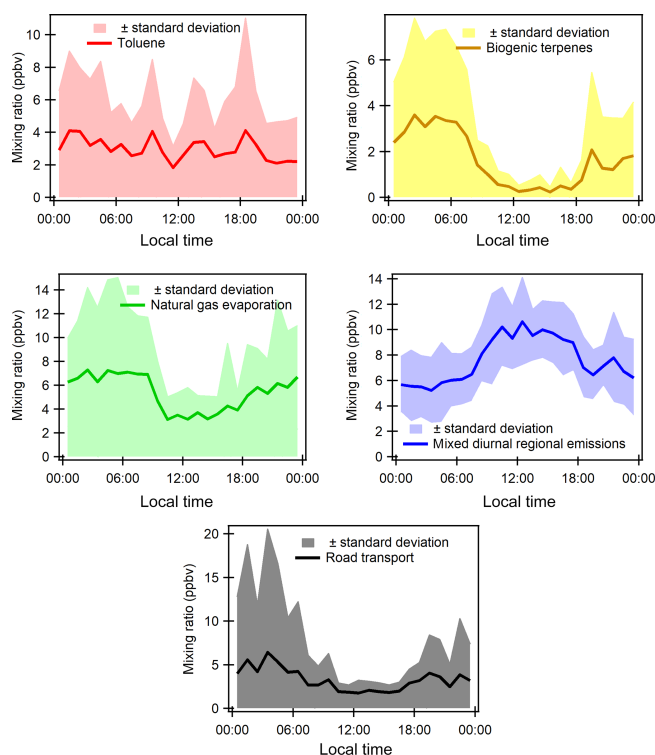 ± standard deviation
Toluene
Mixing ratio (ppbv)
10
8
6
4
2
0
00:00 06:00 12:00 18:00 00:00
Local time
± standard deviation
Biogenic terpenes
Mixing ratio (ppbv)
6
4
2
0
00:00 06:00 12:00 18:00 00:00
Local time
± standard deviation
Natural gas evaporation
Mixing ratio (ppbv)
14
12
10
8
6
4
2
0
00:00 06:00 12:00 18:00 00:00
Local time
± standard deviation
Mixed diurnal regional emissions
Mixing ratio (ppbv)
14
12
10
8
6
4
2
0
00:00 06:00 12:00 18:00 00:00
Local time
± standard deviation
Road transport
Mixing ratio (ppbv)
20
15
10
5
0
00:00 06:00 12:00 18:00 00:00
Local time